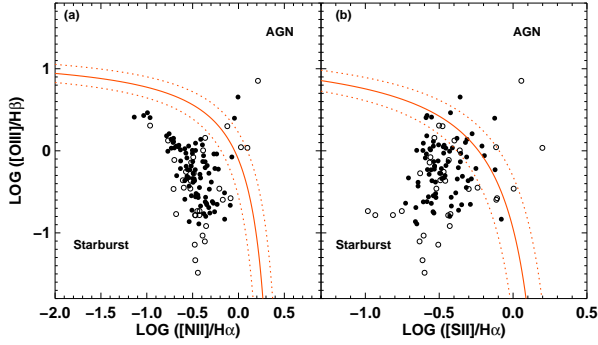 (a)
AGN
(b)
AGN
1
0
−1
LOG ([OIII]/Hβ)
Starburst
Starburst
−2.0 −1.5 −1.0 −0.5 0.0 0.5
−1.0 −0.5 0.0 0.5
LOG ([NII]/Hα)
LOG ([SII]/Hα)